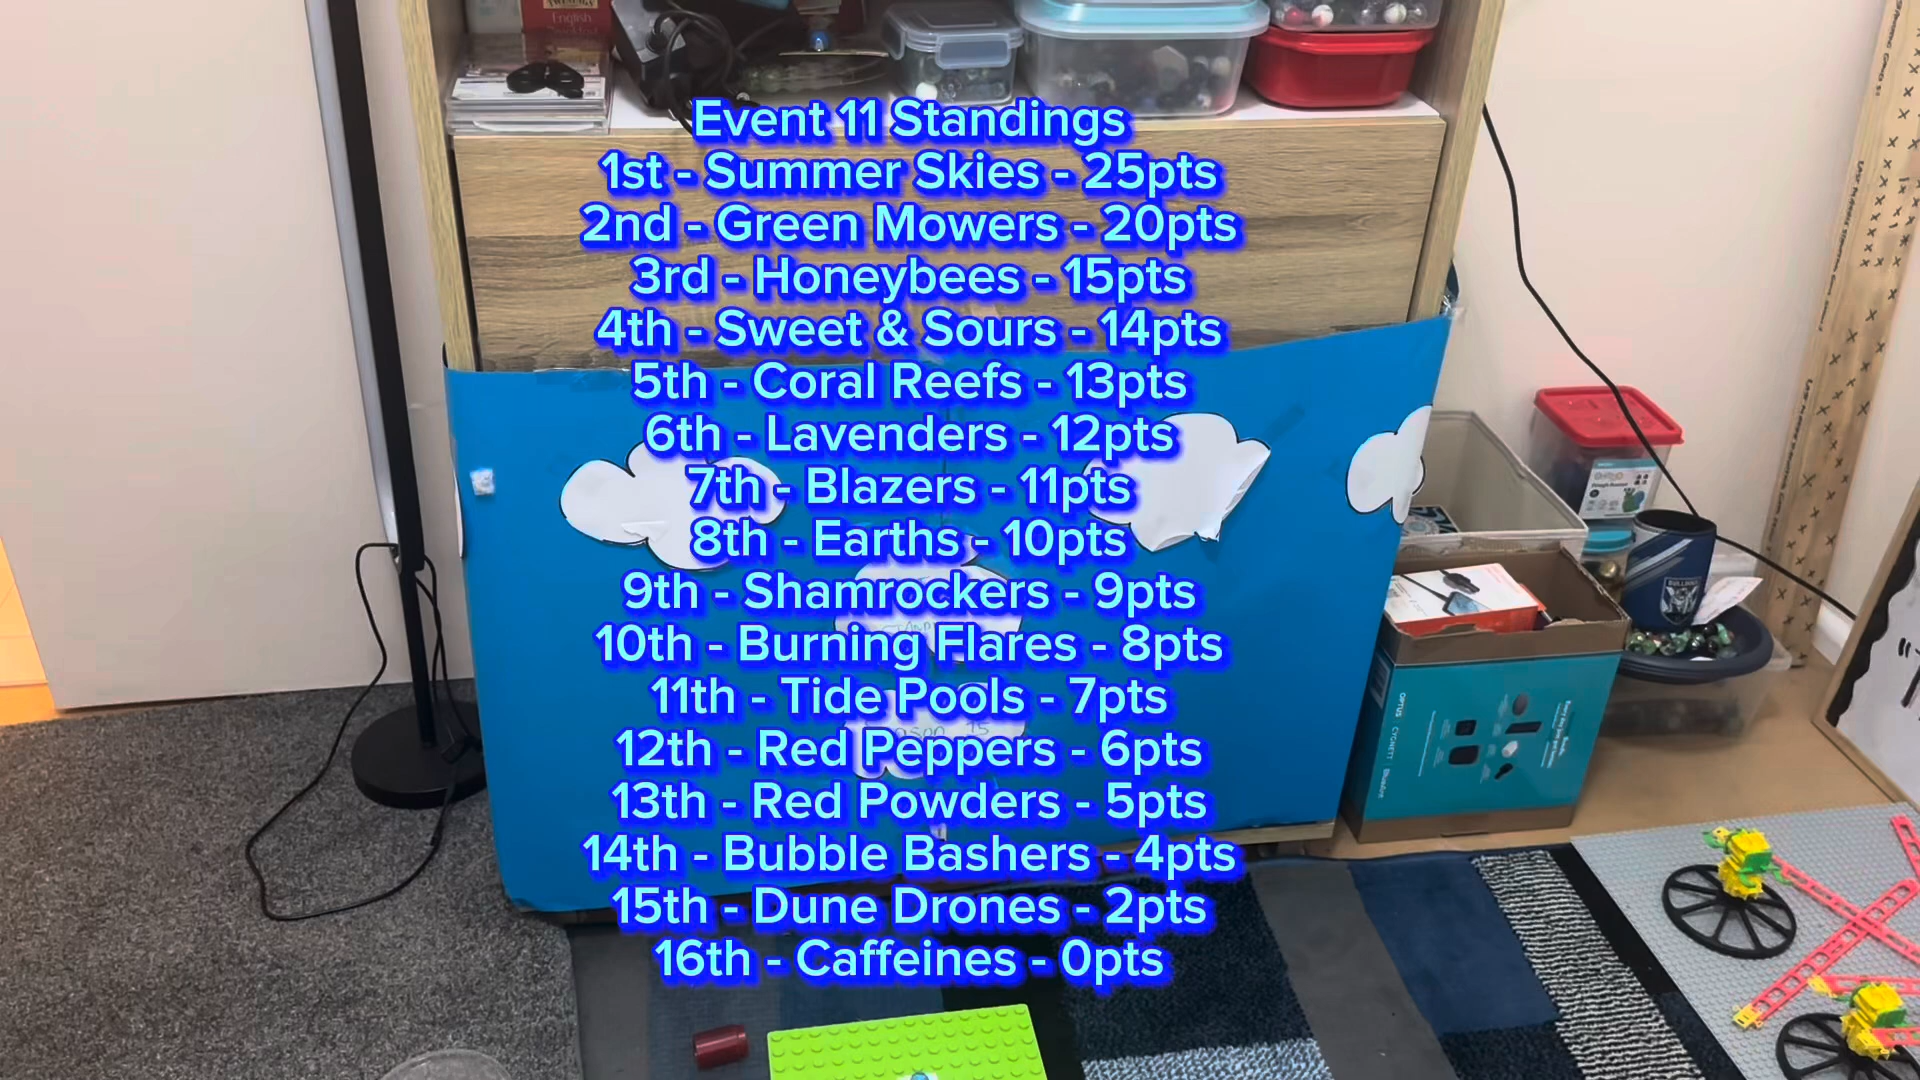 English
Event 11 Standings
1st - Summer Skies - 25pts
2nd - Green Mowers - 20pts
3rd - Honeybees - 15pts
4th - Sweet & Sours - 14pts
5th - Coral Reefs - 13pts
6th - Lavenders - 12pts
7th - Blazers - 11pts
8th - Earths - 10pts
9th - Shamrockers - 9pts
10th - Burning Flares - 8pts
11th - Tide Pools - 7pts
12th - Red Peppers - 6pts
13th - Red Powders - 5pts
14th - Bubble Bashers - 4pts
15th - Dune Drones - 2pts
16th - Caffeines - 0pts
OPTUS
CYGNETT